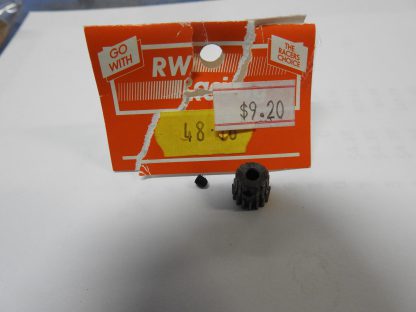 GO
WITH
THE
RACERS
CHOICE
RW
$9.20
48